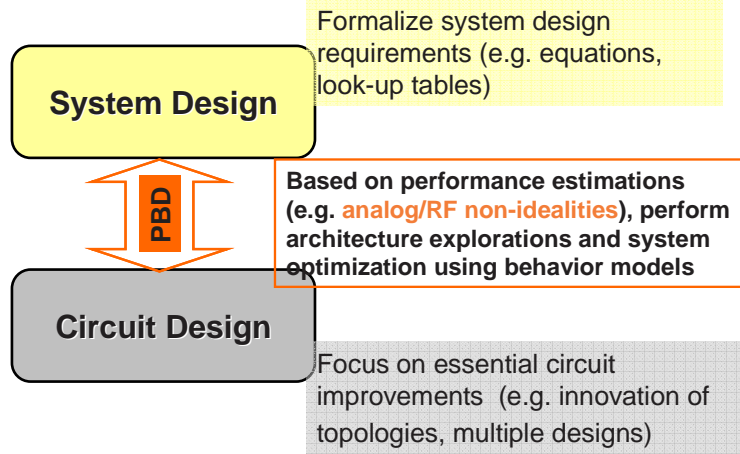 Formalize system design
requirements (e.g. equations,
look-up tables)
System Design
PBD
Based on performance estimations
(e.g. analog/RF non-idealities), perform
architecture explorations and system
optimization using behavior models
Circuit Design
Focus on essential circuit
improvements (e.g. innovation of
topologies, multiple designs)